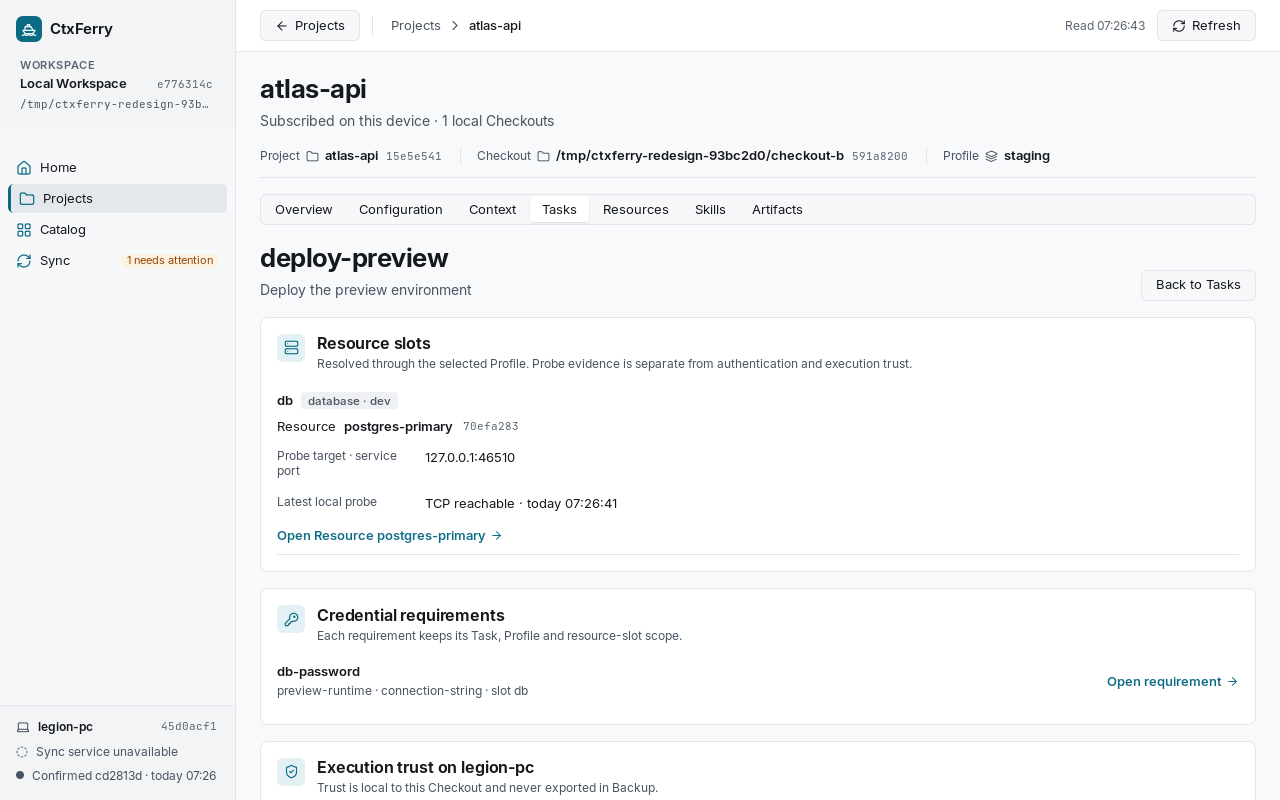 CtxFerry
WORKSPACE
Local Workspace e776314c
/tmp/ctxferry-redesign-93b…
Home
Projects
Catalog
Sync 1 needs attention
legion-pc 45d0acf1
Sync service unavailable
Confirmed cd2813d · today 07:26
Projects Projects atlas-api Read 07:26:43 Refresh
atlas-api
Subscribed on this device · 1 local Checkouts
Project atlas-api 15e5e541 Checkout /tmp/ctxferry-redesign-93bc2d0/checkout-b 591a8200 Profile staging
Overview Configuration Context Tasks Resources Skills Artifacts
deploy-preview
Deploy the preview environment
Back to Tasks
Resource slots
Resolved through the selected Profile. Probe evidence is separate from authentication and execution trust.
db database · dev
Resource postgres-primary 70efa283
Probe target · service port 127.0.0.1:46510
Latest local probe TCP reachable · today 07:26:41
Open Resource postgres-primary
Credential requirements
Each requirement keeps its Task, Profile and resource-slot scope.
db-password
preview-runtime · connection-string · slot db
Open requirement
Execution trust on legion-pc
Trust is local to this Checkout and never exported in Backup.